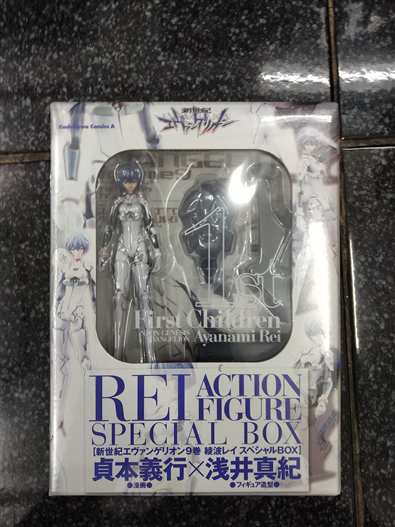 Kadokawa Comics A
新世紀
エヴァンゲリオン
1st
First Children
NEON GENESIS
EVANGELION
Ayanami Rei
REI ACTION
FIGURE
SPECIAL BOX
【新世紀エヴァンゲリオン9巻 綾波レイ スペシャルBOX】
貞本義行×浅井真紀
●漫画● ●フィギュア造型●